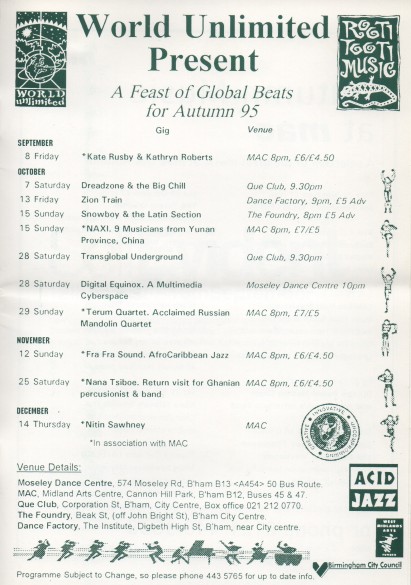 World Unlimited
Present
A Feast of Global Beats
for Autumn 95
WORLD
unlimited
ROOTI
TOOTI
MUSIC
Gig Venue
SEPTEMBER
8 Friday *Kate Rusby & Kathryn Roberts MAC 8pm, £6/£4.50
OCTOBER
7 Saturday Dreadzone & the Big Chill Que Club, 9.30pm
13 Friday Zion Train Dance Factory, 9pm, £5 Adv
15 Sunday Snowboy & the Latin Section The Foundry, 8pm £5 Adv
15 Sunday *NAXI. 9 Musicians from Yunan MAC 8pm, £7/£5
Province, China
28 Saturday Transglobal Underground Que Club, 9.30pm
28 Saturday Digital Equinox. A Multimedia Moseley Dance Centre 10pm
Cyberspace
29 Sunday *Terum Quartet. Acclaimed Russian MAC 8pm, £7/£5
Mandolin Quartet
NOVEMBER
12 Sunday *Fra Fra Sound. AfroCaribbean Jazz MAC 8pm, £6/£4.50
25 Saturday *Nana Tsiboe. Return visit for Ghanian MAC 8pm, £6/£4.50
percusionist & band
DECEMBER
14 Thursday *Nitin Sawhney MAC
*In association with MAC
INNOVATIVE
Venue Details:
Moseley Dance Centre, 574 Moseley Rd, B'ham B13 <A454> 50 Bus Route.
MAC, Midland Arts Centre, Cannon Hill Park, B'ham B12, Buses 45 & 47.
Que Club, Corporation St, B'ham, City Centre, Box office 021 212 0770.
The Foundry, Beak St, (off John Bright St), B'ham City Centre.
Dance Factory, The Institute, Digbeth High St, B'ham, near City centre.
ACID
JAZZ
WEST
MIDLANDS
ARTS
Birmingham City Council
Programme Subject to Change, so please phone 443 5765 for up to date info.